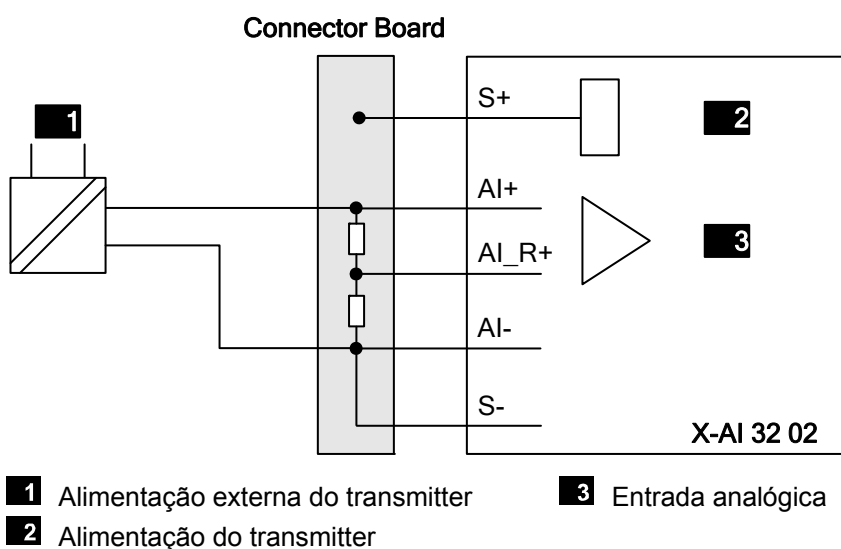 Connector Board
S+
1
2
AI+
3
AI_R+
AI-
S-
X-AI 32 02
1 Alimentação externa do transmitter
3 Entrada analógica
2 Alimentação do transmitter